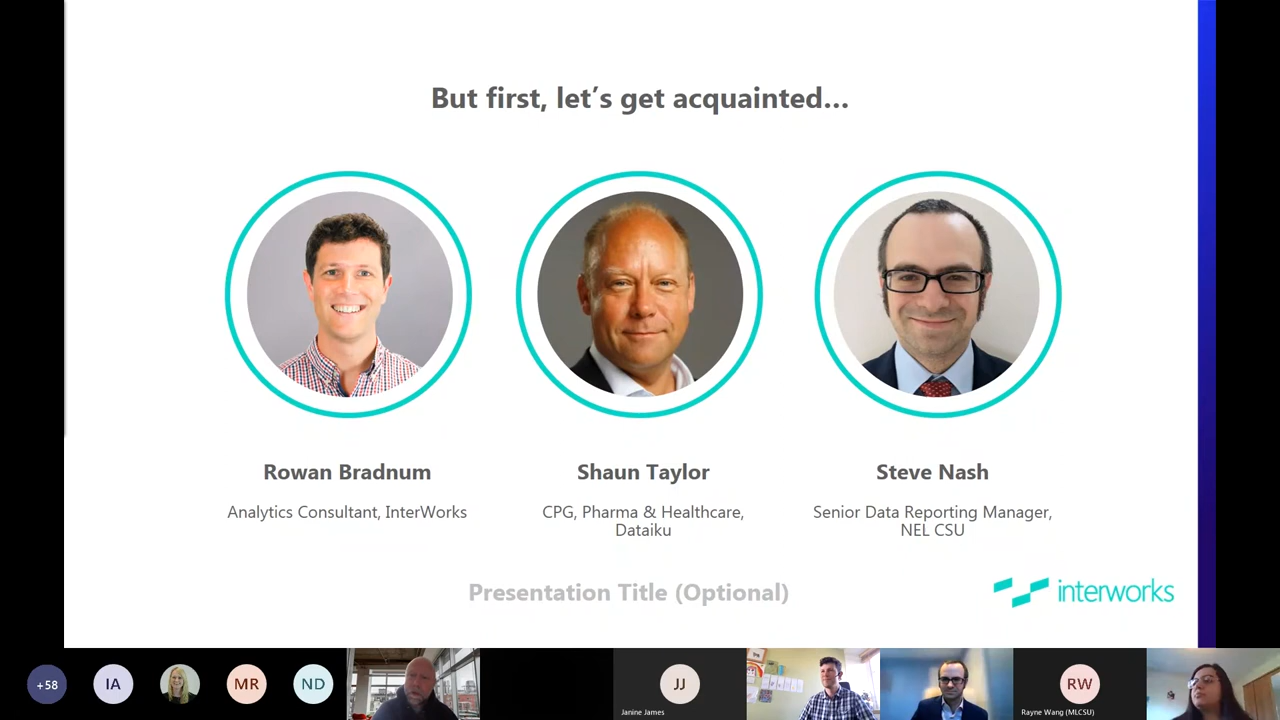 But first, let's get acquainted...
Rowan Bradnum
Analytics Consultant, InterWorks
Shaun Taylor
CPG, Pharma & Healthcare,
Dataiku
Steve Nash
Senior Data Reporting Manager,
NEL CSU
Presentation Title (Optional)
interworks
+58
IA
MR
ND
JJ
Janine James
RW
Rayne Wang (MLCSU)